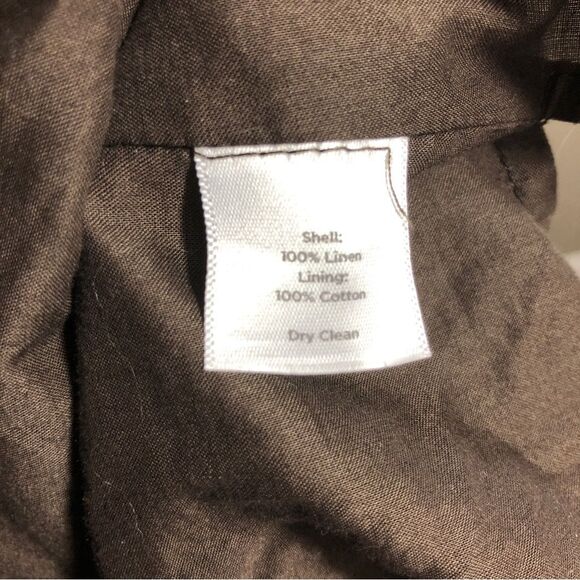 Shell:
100% Linen
Lining:
100% Cotton
Dry Clean